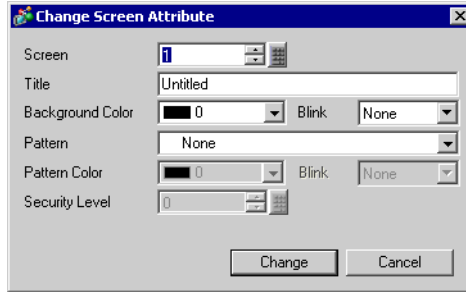 Change Screen Attribute
Screen 1
Title Untitled
Background Color 0 Blink None
Pattern None
Pattern Color 0 Blink None
Security Level 0
Change Cancel